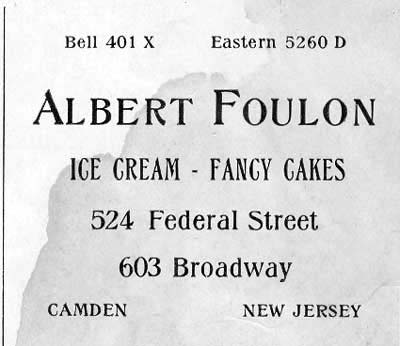 Bell 401 X Eastern 5260 D
ALBERT FOULON
ICE CREAM - FANCY CAKES
524 Federal Street
603 Broadway
CAMDEN NEW JERSEY